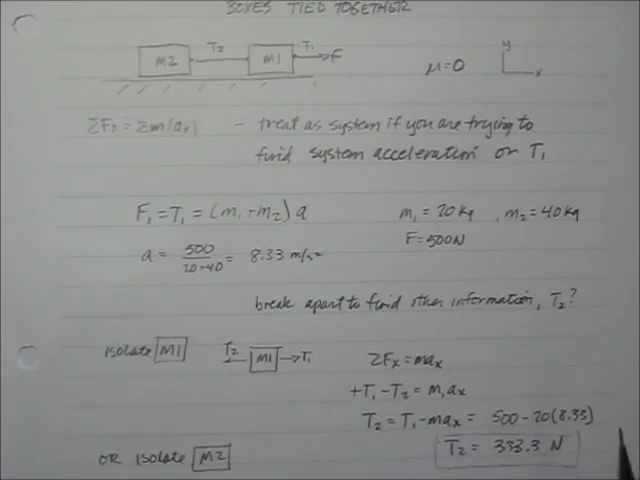 BOXES TIED TOGETHER
M2 T2 M1 T1 F
μ=0 y x
ΣFx = Σm(ax) - treat as system if you are trying to
find system acceleration or T1
F1 = T1 = (m1 + m2) a
m1 = 20 kg, m2 = 40 kg
F = 500N
a = 500 / 20+40 = 8.33 m/s²
break apart to find other information, T2?
isolate M1 T2 M1 T1 ΣFx = max
+T1 - T2 = m1ax
T2 = T1 - max = 500 - 20(8.33)
T2 = 333.3 N
OR isolate M2